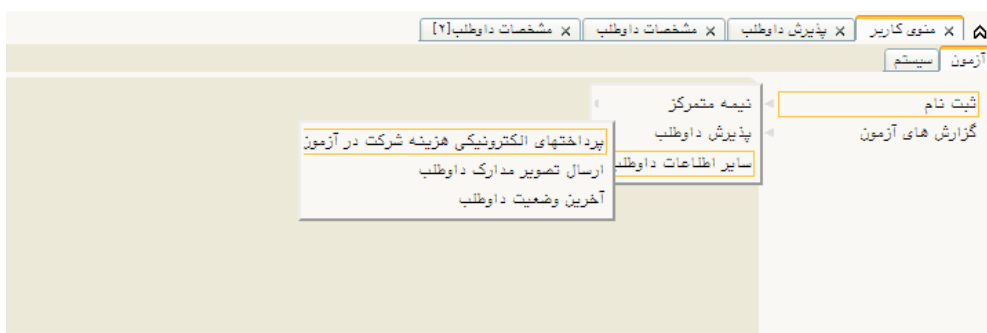 منوی کاربر پذیرش داوطلب مشخصات داوطلب مشخصات داوطلب[۲]
آزمون سیستم
ثبت نام
گزارش های آزمون
نیمه متمرکز
پذیرش داوطلب
سایر اطلاعات داوطلب
پرداختهای الکترونیکی هزینه شرکت در آزمون
ارسال تصویر مدارک داوطلب
آخرین وضعیت داوطلب